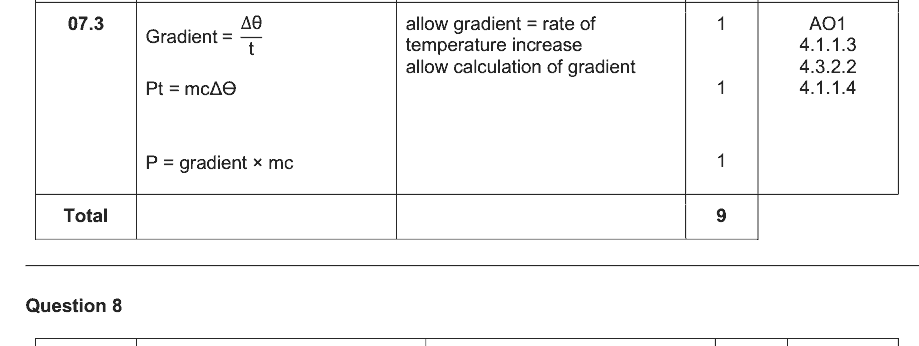 07.3
Gradient = Δθ
t
allow gradient = rate of
temperature increase
allow calculation of gradient
1
AO1
4.1.1.3
4.3.2.2
4.1.1.4
Pt = mcΔϴ
1
P = gradient × mc
1
Total
9
Question 8